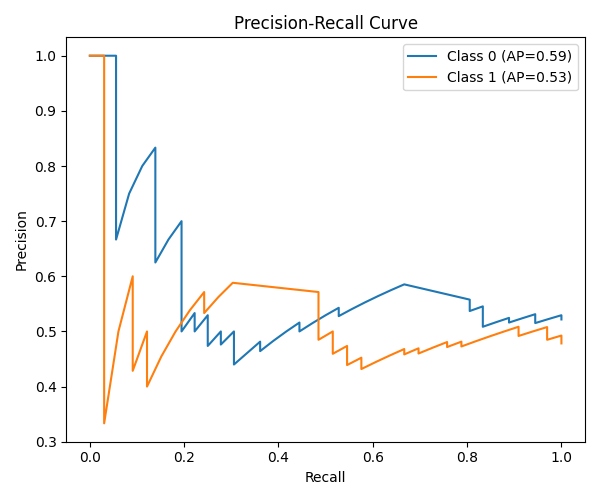 Precision-Recall Curve
Class 0 (AP=0.59)
Class 1 (AP=0.53)
Precision
1.0
0.9
0.8
0.7
0.6
0.5
0.4
0.3
0.0 0.2 0.4 0.6 0.8 1.0
Recall